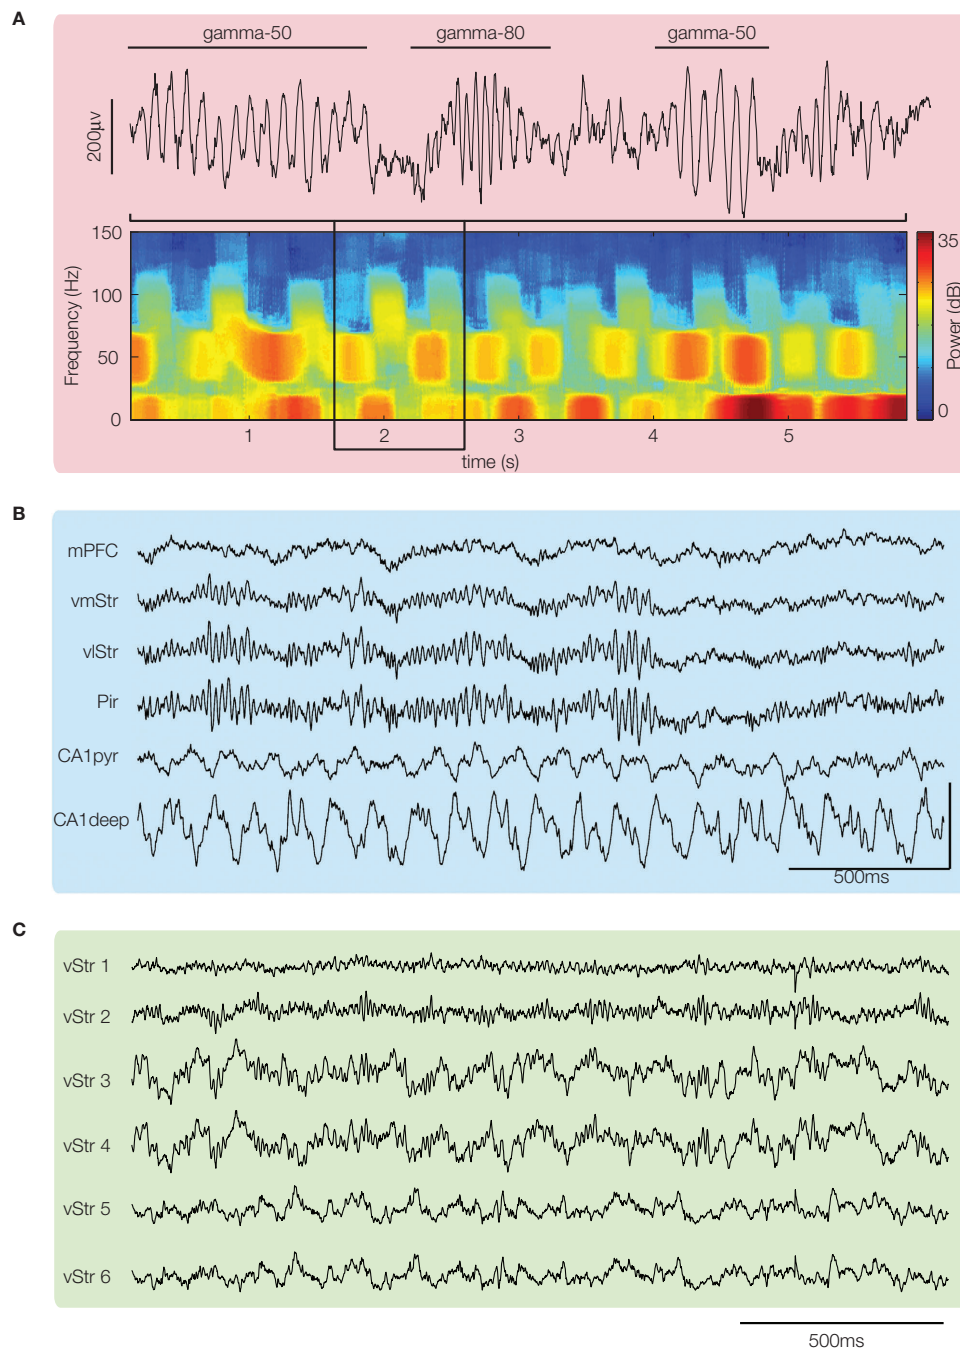 A
gamma-50 gamma-80 gamma-50
200μv
150
100
50
0
Frequency (Hz)
1 2 3 4 5
time (s)
35
0
Power (dB)
B
mPFC
vmStr
vlStr
Pir
CA1pyr
CA1deep
500ms
C
vStr 1
vStr 2
vStr 3
vStr 4
vStr 5
vStr 6
500ms